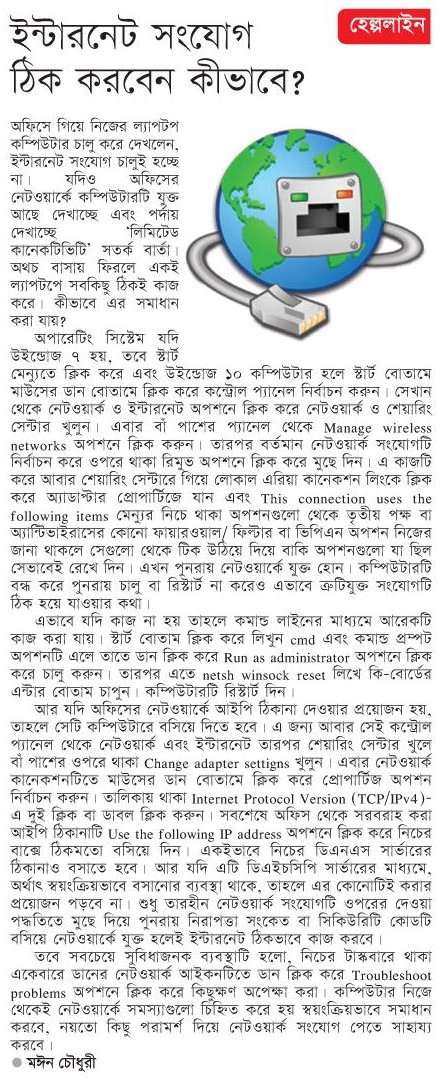 ইন্টারনেট সংযোগ
হেল্পলাইন
ঠিক করবেন কীভাবে?
অফিসে গিয়ে নিজের ল্যাপটপ
কম্পিউটার চালু করে দেখলেন,
ইন্টারনেট সংযোগ চালুই হচ্ছে
না। যদিও অফিসের
নেটওয়ার্কে কম্পিউটারটি যুক্ত
আছে দেখাচ্ছে এবং পর্দায়
দেখাচ্ছে 'লিমিটেড
কানেকটিভিটি' সতর্ক বার্তা।
অথচ বাসায় ফিরলে একই
ল্যাপটপে সবকিছু ঠিকই কাজ
করে। কীভাবে এর সমাধান
করা যায়?
অপারেটিং সিস্টেম যদি
উইন্ডোজ ৭ হয়, তবে স্টার্ট
মেন্যুতে ক্লিক করে এবং উইন্ডোজ ১০ কম্পিউটার হলে স্টার্ট বোতামে
মাউসের ডান বোতামে ক্লিক করে কন্ট্রোল প্যানেল নির্বাচন করুন। সেখান
থেকে নেটওয়ার্ক ও ইন্টারনেট অপশনে ক্লিক করে নেটওয়ার্ক ও শেয়ারিং
সেন্টার খুলুন। এবার বাঁ পাশের প্যানেল থেকে Manage wireless
networks অপশনে ক্লিক করুন। তারপর বর্তমান নেটওয়ার্ক সংযোগটি
নির্বাচন করে ওপরে থাকা রিমুভ অপশনে ক্লিক করে মুছে দিন। এ কাজটি
করে আবার শেয়ারিং সেন্টারে গিয়ে লোকাল এরিয়া কানেকশন লিংকে ক্লিক
করে অ্যাডাপ্টার প্রোপার্টিজে যান এবং This connection uses the
following items মেন্যুর নিচে থাকা অপশনগুলো থেকে তৃতীয় পক্ষ বা
অ্যান্টিভাইরাসের কোনো ফায়ারওয়াল/ ফিল্টার বা ভিপিএন অপশন নিজের
জানা থাকলে সেগুলো থেকে টিক উঠিয়ে দিয়ে বাকি অপশনগুলো যা ছিল
সেভাবেই রেখে দিন। এখন পুনরায় নেটওয়ার্কে যুক্ত হোন। কম্পিউটারটি
বন্ধ করে পুনরায় চালু বা রিস্টার্ট না করেও এভাবে ত্রুটিযুক্ত সংযোগটি
ঠিক হয়ে যাওয়ার কথা।
এভাবে যদি কাজ না হয় তাহলে কমান্ড লাইনের মাধ্যমে আরেকটি
কাজ করা যায়। স্টার্ট বোতাম ক্লিক করে লিখুন cmd এবং কমান্ড প্রম্পট
অপশনটি এলে তাতে ডান ক্লিক করে Run as administrator অপশনে ক্লিক
করে চালু করুন। তারপর এতে netsh winsock reset লিখে কি-বোর্ডের
এন্টার বোতাম চাপুন। কম্পিউটারটি রিস্টার্ট দিন।
আর যদি অফিসের নেটওয়ার্কে আইপি ঠিকানা দেওয়ার প্রয়োজন হয়,
তাহলে সেটি কম্পিউটারে বসিয়ে দিতে হবে। এ জন্য আবার সেই কন্ট্রোল
প্যানেল থেকে নেটওয়ার্ক এবং ইন্টারনেট তারপর শেয়ারিং সেন্টার খুলে
বাঁ পাশের ওপরে থাকা Change adapter settigns খুলুন। এবার নেটওয়ার্ক
কানেকশনটিতে মাউসের ডান বোতামে ক্লিক করে প্রোপার্টিজ অপশন
নির্বাচন করুন। তালিকায় থাকা Internet Protocol Version (TCP/IPv4)-
এ দুই ক্লিক বা ডাবল ক্লিক করুন। সবশেষে অফিস থেকে সরবরাহ করা
আইপি ঠিকানাটি Use the following IP address অপশনে ক্লিক করে নিচের
বাক্সে ঠিকমতো বসিয়ে দিন। একইভাবে নিচের ডিএনএস সার্ভারের
ঠিকানাও বসাতে হবে। আর যদি এটি ডিএইচসিপি সার্ভারের মাধ্যমে,
অর্থাৎ স্বয়ংক্রিয়ভাবে বসানোর ব্যবস্থা থাকে, তাহলে এর কোনোটিই করার
প্রয়োজন পড়বে না। শুধু তারহীন নেটওয়ার্ক সংযোগটি ওপরের দেওয়া
পদ্ধতিতে মুছে দিয়ে পুনরায় নিরাপত্তা সংকেত বা সিকিউরিটি কোডটি
বসিয়ে নেটওয়ার্কে যুক্ত হলেই ইন্টারনেট ঠিকভাবে কাজ করবে।
তবে সবচেয়ে সুবিধাজনক ব্যবস্থাটি হলো, নিচের টাস্কবারে থাকা
একেবারে ডানের নেটওয়ার্ক আইকনটিতে ডান ক্লিক করে Troubleshoot
problems অপশনে ক্লিক করে কিছুক্ষণ অপেক্ষা করা। কম্পিউটার নিজে
থেকেই নেটওয়ার্কে সমস্যাগুলো চিহ্নিত করে হয় স্বয়ংক্রিয়ভাবে সমাধান
করবে, নয়তো কিছু পরামর্শ দিয়ে নেটওয়ার্ক সংযোগ পেতে সাহায্য
করবে।
● মঈন চৌধুরী